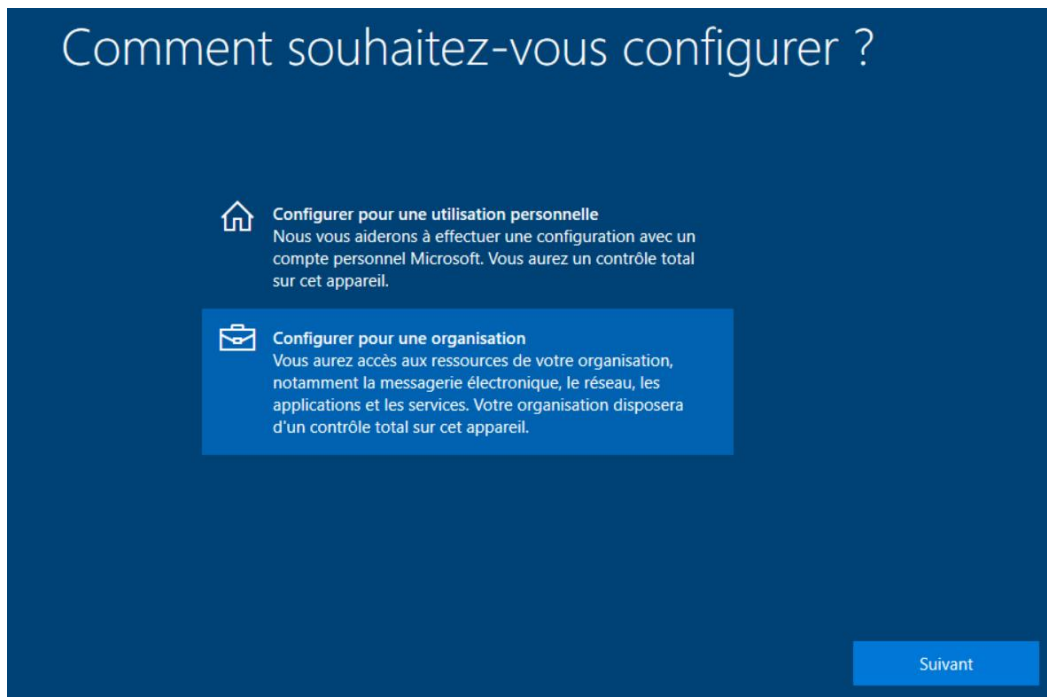 Comment souhaitez-vous configurer ?
Configurer pour une utilisation personnelle
Nous vous aiderons à effectuer une configuration avec un
compte personnel Microsoft. Vous aurez un contrôle total
sur cet appareil.
Configurer pour une organisation
Vous aurez accès aux ressources de votre organisation,
notamment la messagerie électronique, le réseau, les
applications et les services. Votre organisation disposera
d'un contrôle total sur cet appareil.
Suivant